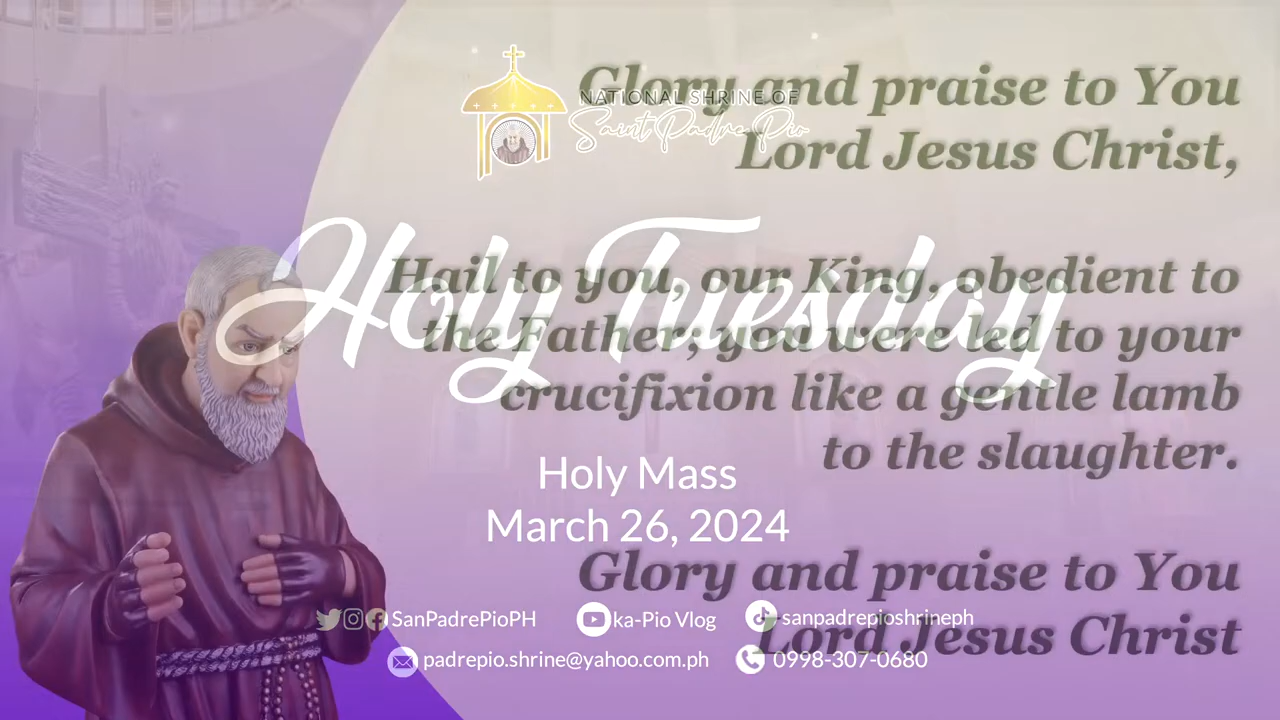 NATIONAL SHRINE OF
Saint Padre Pio
Glory and praise to You
Lord Jesus Christ,
Holy Tuesday
Hail to you, our King, obedient to
the Father; you were led to your
crucifixion like a gentle lamb
to the slaughter.
Holy Mass
March 26, 2024
Glory and praise to You
Lord Jesus Christ
SanPadrePioPH
ka-Pio Vlog
sanpadrepioshrineph
padrepio.shrine@yahoo.com.ph
0998-307-0680